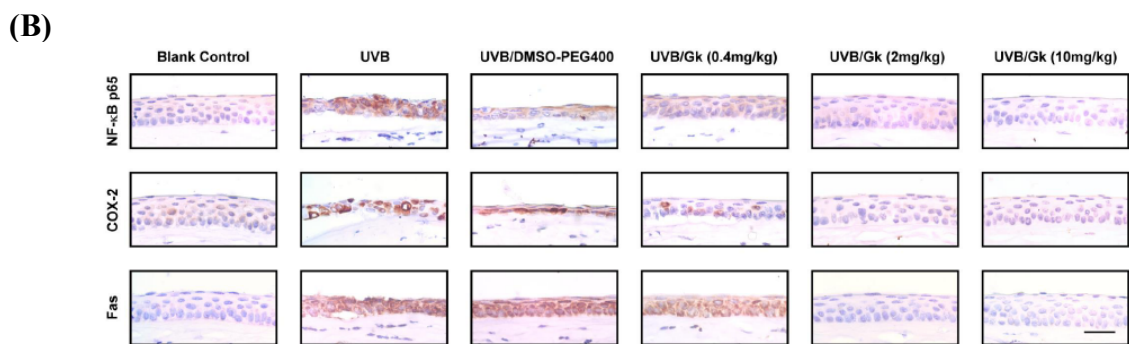 (B)
Blank Control UVB UVB/DMSO-PEG400 UVB/Gk (0.4mg/kg) UVB/Gk (2mg/kg) UVB/Gk (10mg/kg)
NF-κB p65
COX-2
Fas